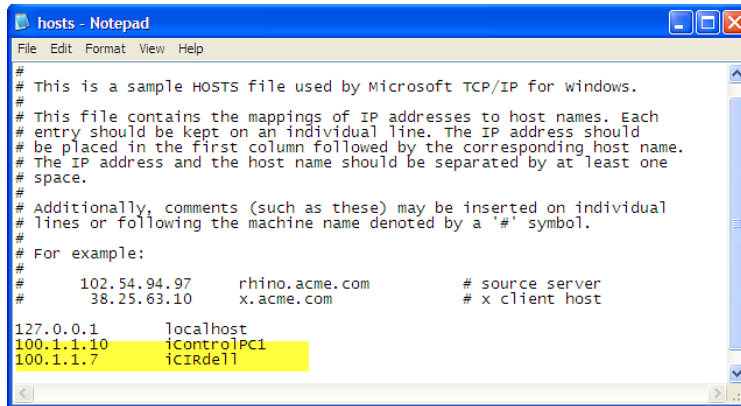 hosts - Notepad
File Edit Format View Help
#
# This is a sample HOSTS file used by Microsoft TCP/IP for Windows.
#
# This file contains the mappings of IP addresses to host names. Each
# entry should be kept on an individual line. The IP address should
# be placed in the first column followed by the corresponding host name.
# The IP address and the host name should be separated by at least one
# space.
#
# Additionally, comments (such as these) may be inserted on individual
# lines or following the machine name denoted by a '#' symbol.
#
# For example:
#
# 102.54.94.97 rhino.acme.com # source server
# 38.25.63.10 x.acme.com # x client host
127.0.0.1 localhost
100.1.1.10 iControlPC1
100.1.1.7 iCIRdell